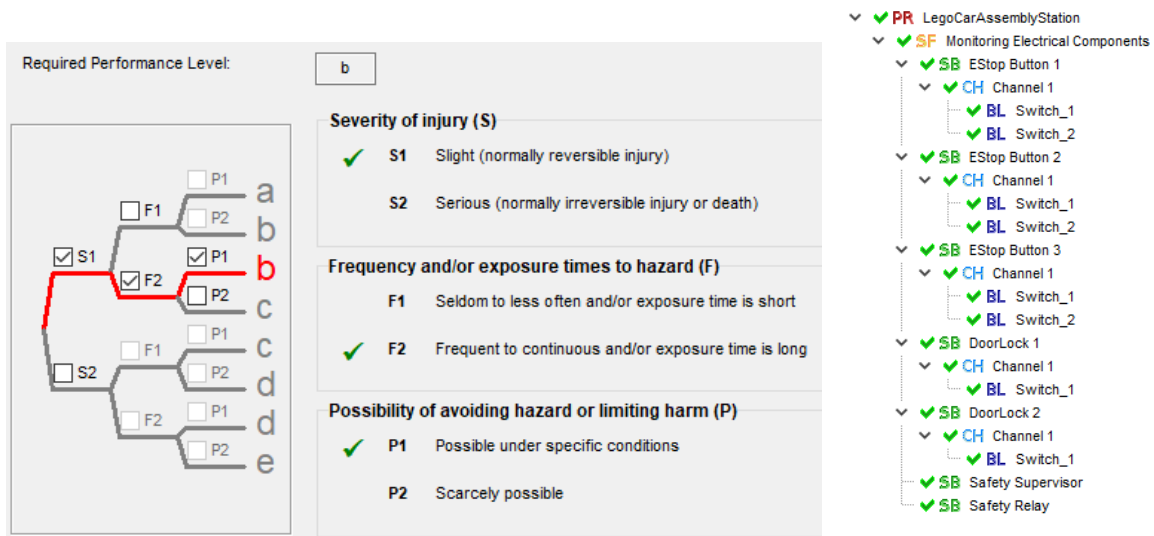 Required Performance Level:
b
P1
a
F1
P2
b
S1
P1
b
F2
P2
c
P1
c
F1
S2
P2
d
P1
d
F2
P2
e
Severity of injury (S)
S1 Slight (normally reversible injury)
S2 Serious (normally irreversible injury or death)
Frequency and/or exposure times to hazard (F)
F1 Seldom to less often and/or exposure time is short
F2 Frequent to continuous and/or exposure time is long
Possibility of avoiding hazard or limiting harm (P)
P1 Possible under specific conditions
P2 Scarcely possible
PR LegoCarAssemblyStation
SF Monitoring Electrical Components
SB EStop Button 1
CH Channel 1
BL Switch_1
BL Switch_2
SB EStop Button 2
CH Channel 1
BL Switch_1
BL Switch_2
SB EStop Button 3
CH Channel 1
BL Switch_1
BL Switch_2
SB DoorLock 1
CH Channel 1
BL Switch_1
SB DoorLock 2
CH Channel 1
BL Switch_1
SB Safety Supervisor
SB Safety Relay